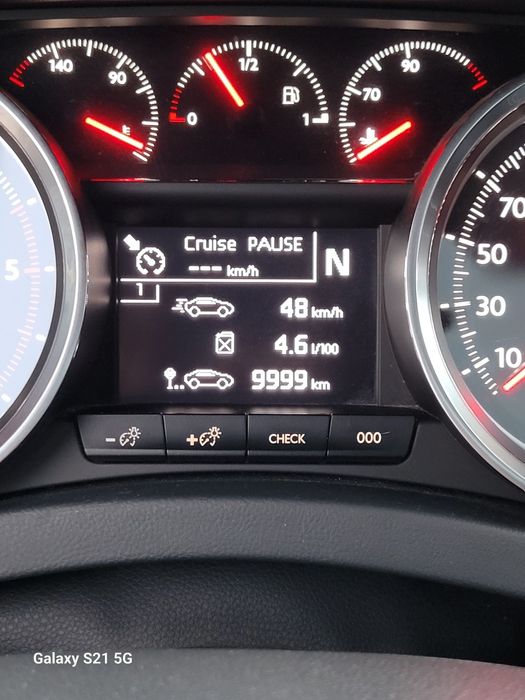 140 90 1/2 90
70
0 1
Cruise PAUSE
--- km/h N
1
48 km/h
4.6 l/100
9999 km
5
70
50
30
10
- + CHECK 000
Galaxy S21 5G